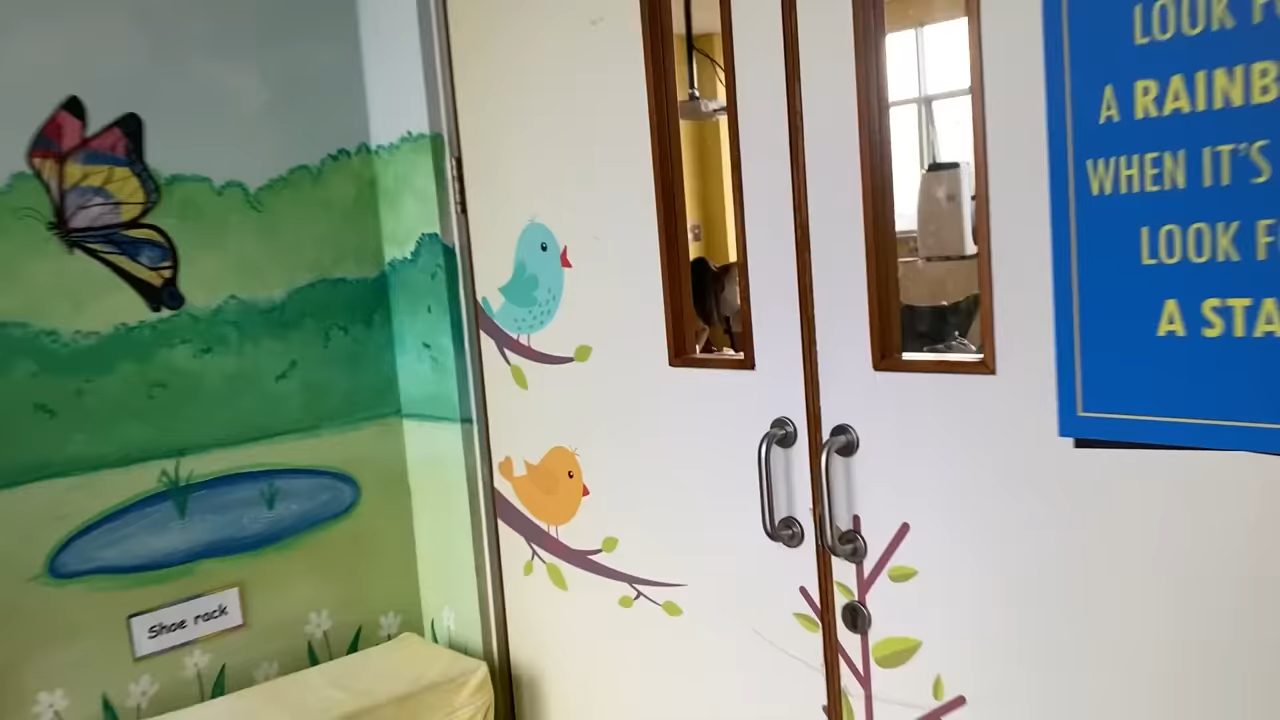 LOOK
A RAINB
WHEN IT'S
LOOK F
A STA
Shoe rack